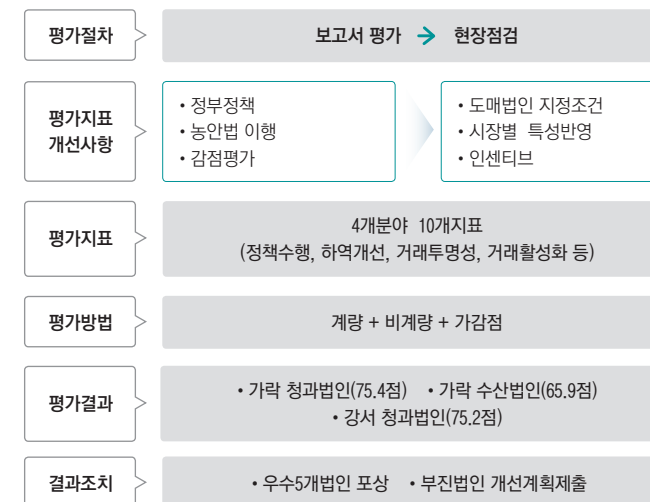 평가절차
보고서 평가 → 현장점검
평가지표
개선사항
• 정부정책
• 농안법 이행
• 감점평가
• 도매법인 지정조건
• 시장별 특성반영
• 인센티브
평가지표
4개분야 10개지표
(정책수행, 하역개선, 거래투명성, 거래활성화 등)
평가방법
계량 + 비계량 + 가감점
평가결과
• 가락 청과법인(75.4점) • 가락 수산법인(65.9점)
• 강서 청과법인(75.2점)
결과조치
• 우수5개법인 포상 • 부진법인 개선계획제출